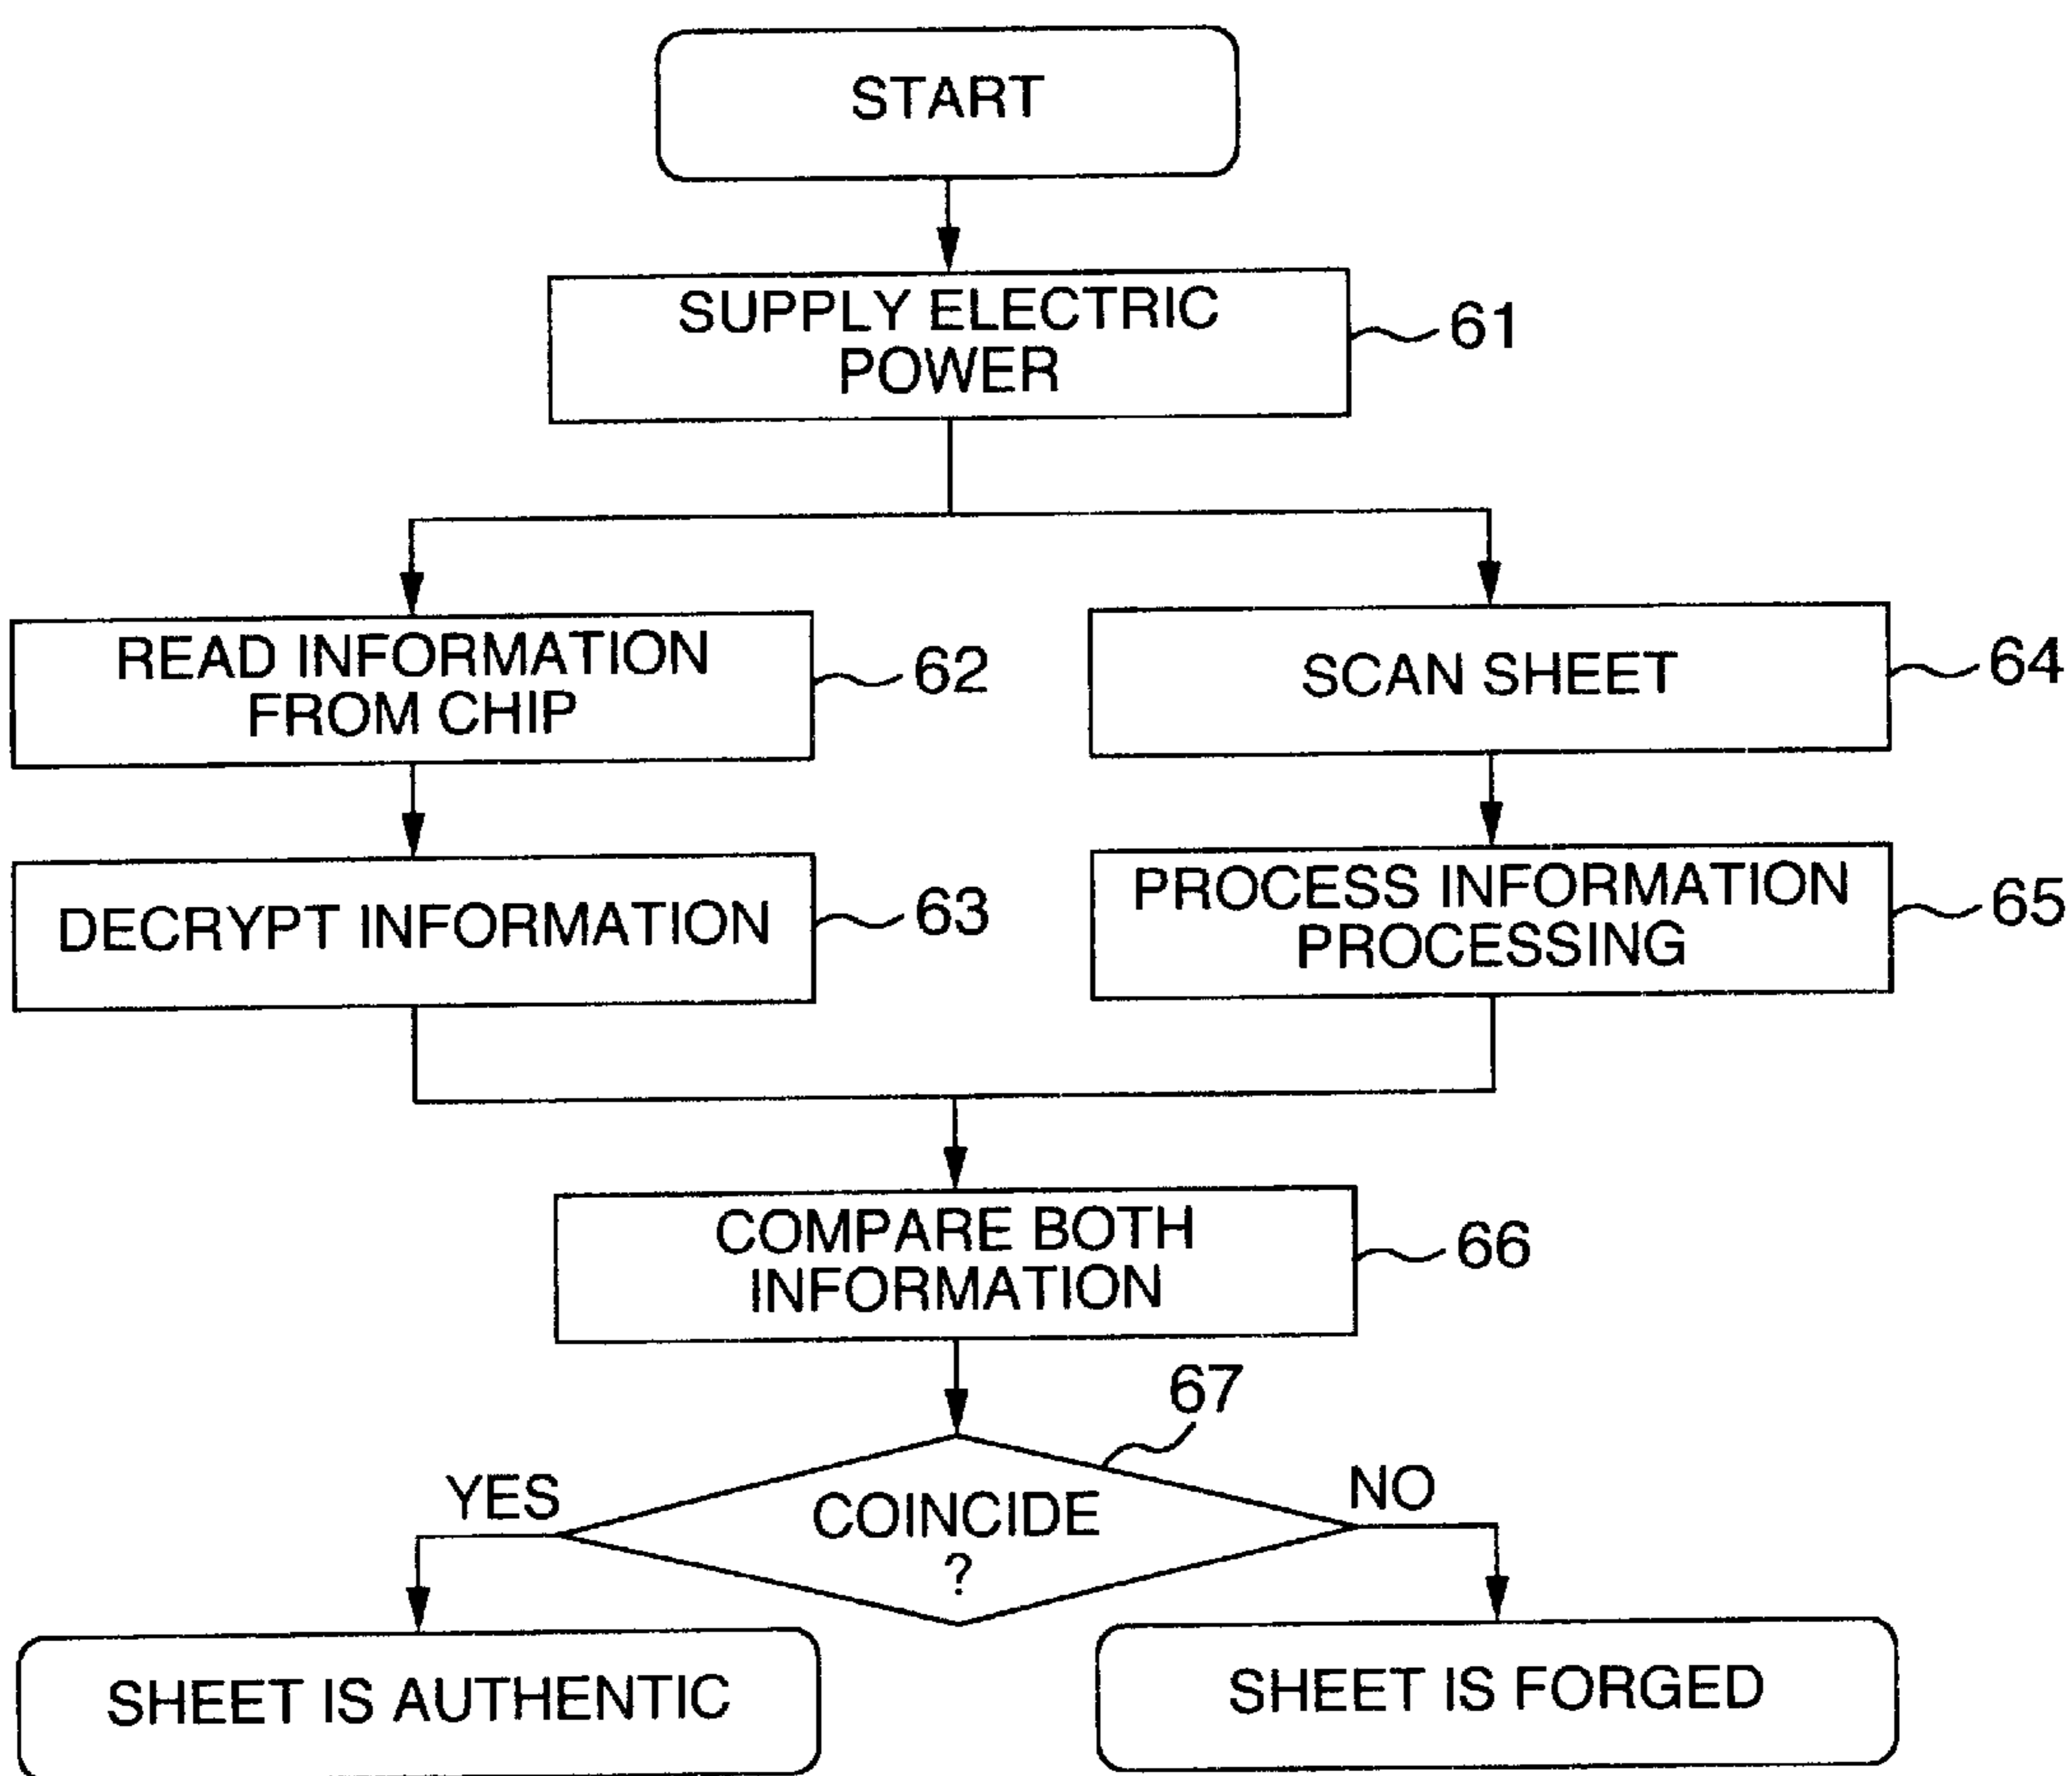 START
SUPPLY ELECTRIC
POWER
61
READ INFORMATION
FROM CHIP
62
SCAN SHEET
64
DECRYPT INFORMATION
63
PROCESS INFORMATION
PROCESSING
65
COMPARE BOTH
INFORMATION
66
67
YES
COINCIDE
?
NO
SHEET IS AUTHENTIC
SHEET IS FORGED